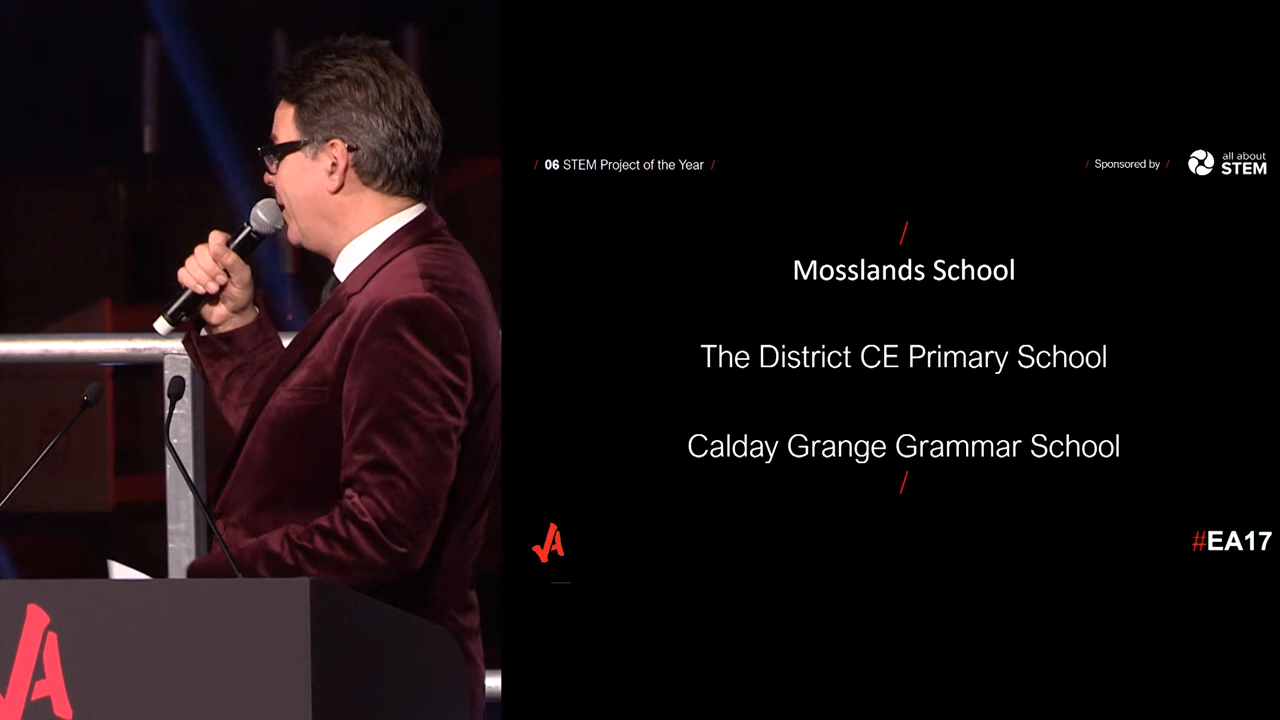 / 06 STEM Project of the Year /
/ Sponsored by /
all about
STEM
/
Mosslands School
The District CE Primary School
Calday Grange Grammar School
/
#EA17